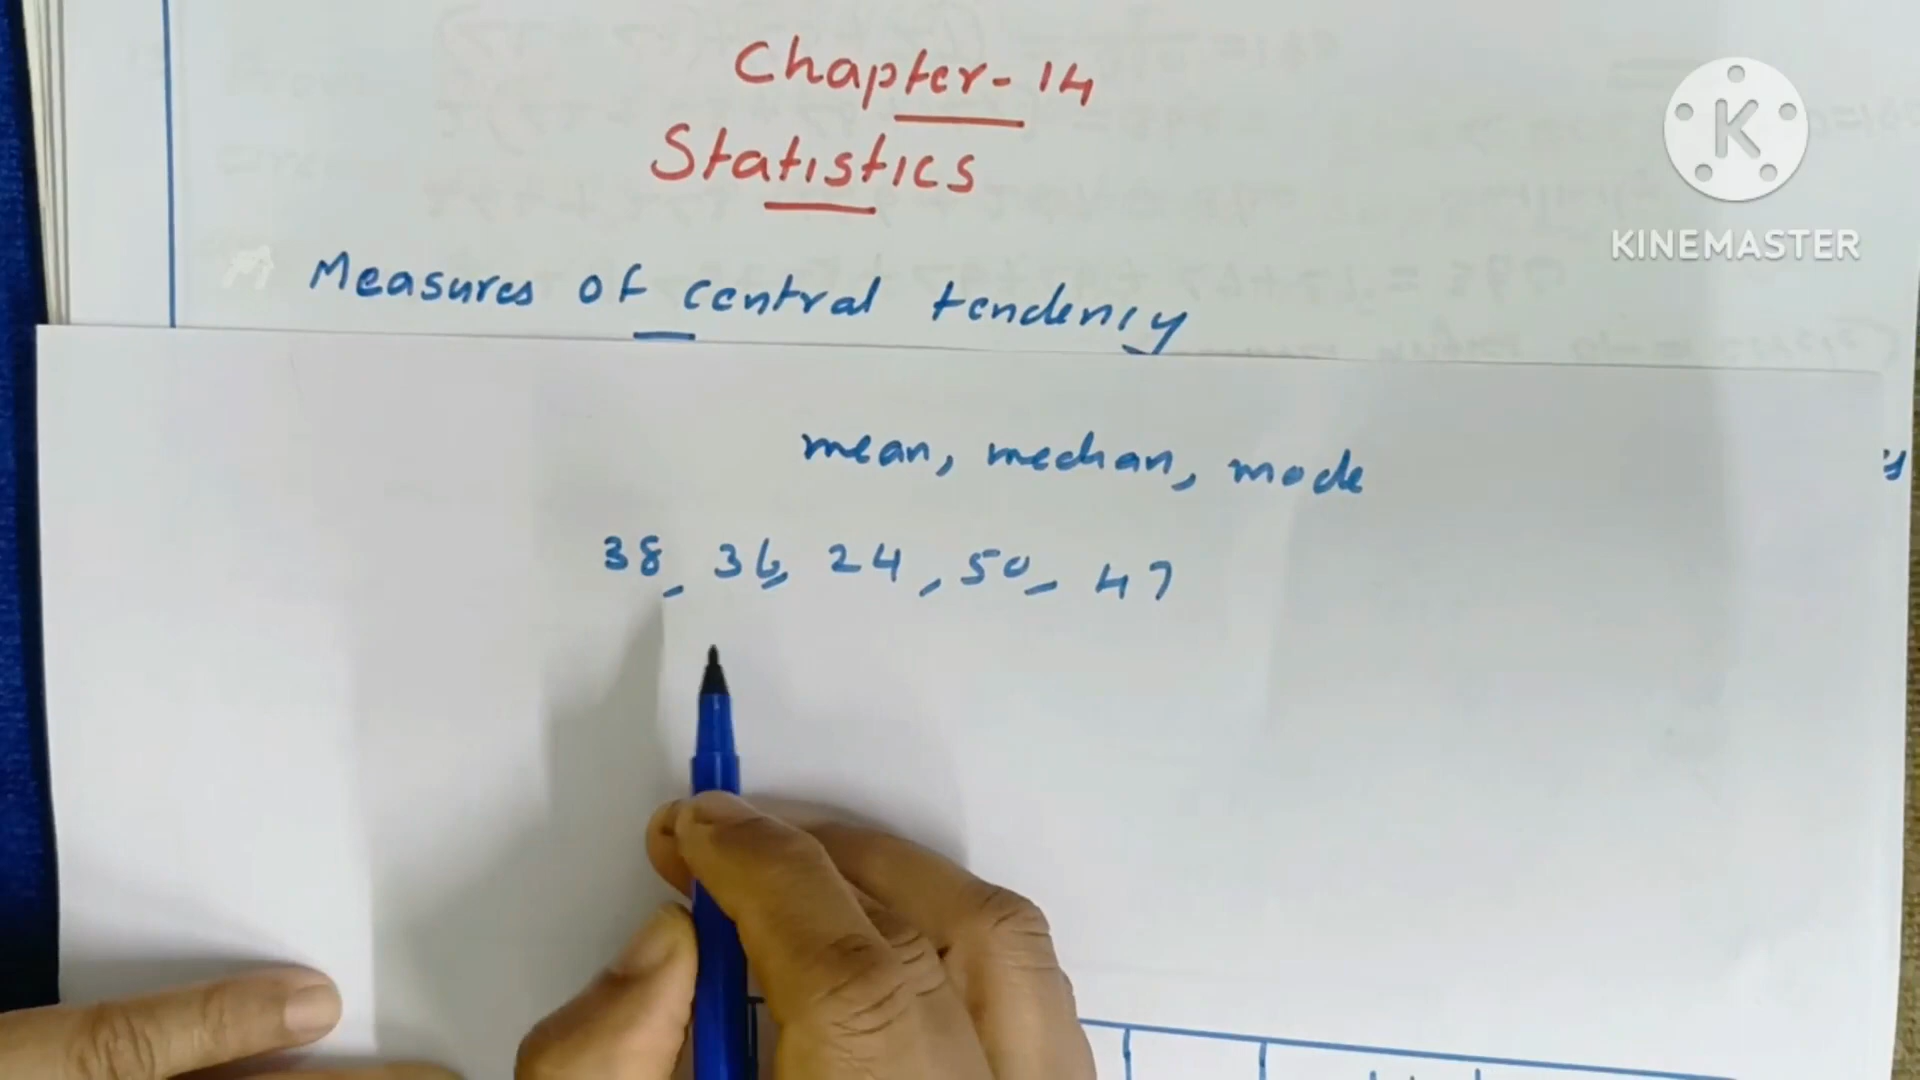 Chapter-14
Statistics
K
KINEMASTER
Measures of central tendency
mean, median, mode
38, 36, 24, 50, 47